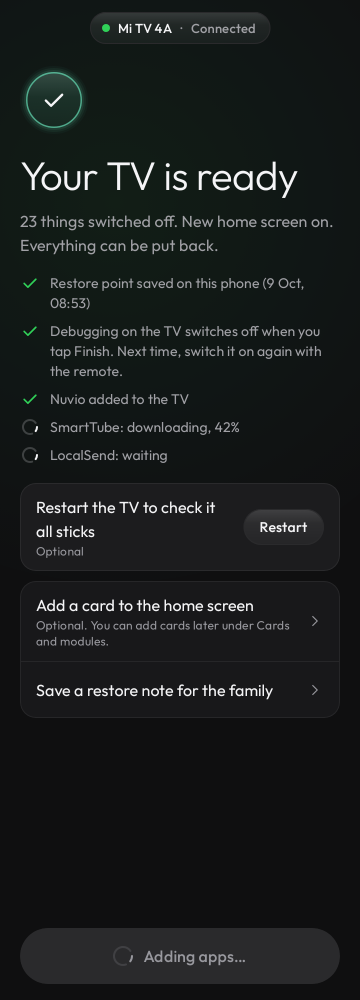 Mi TV 4A · Connected
Your TV is ready
23 things switched off. New home screen on.
Everything can be put back.
Restore point saved on this phone (9 Oct,
08:53)
Debugging on the TV switches off when you
tap Finish. Next time, switch it on again with
the remote.
Nuvio added to the TV
SmartTube: downloading, 42%
LocalSend: waiting
Restart the TV to check it
all sticks
Optional
Restart
Add a card to the home screen
Optional. You can add cards later under Cards
and modules.
Save a restore note for the family
Adding apps…